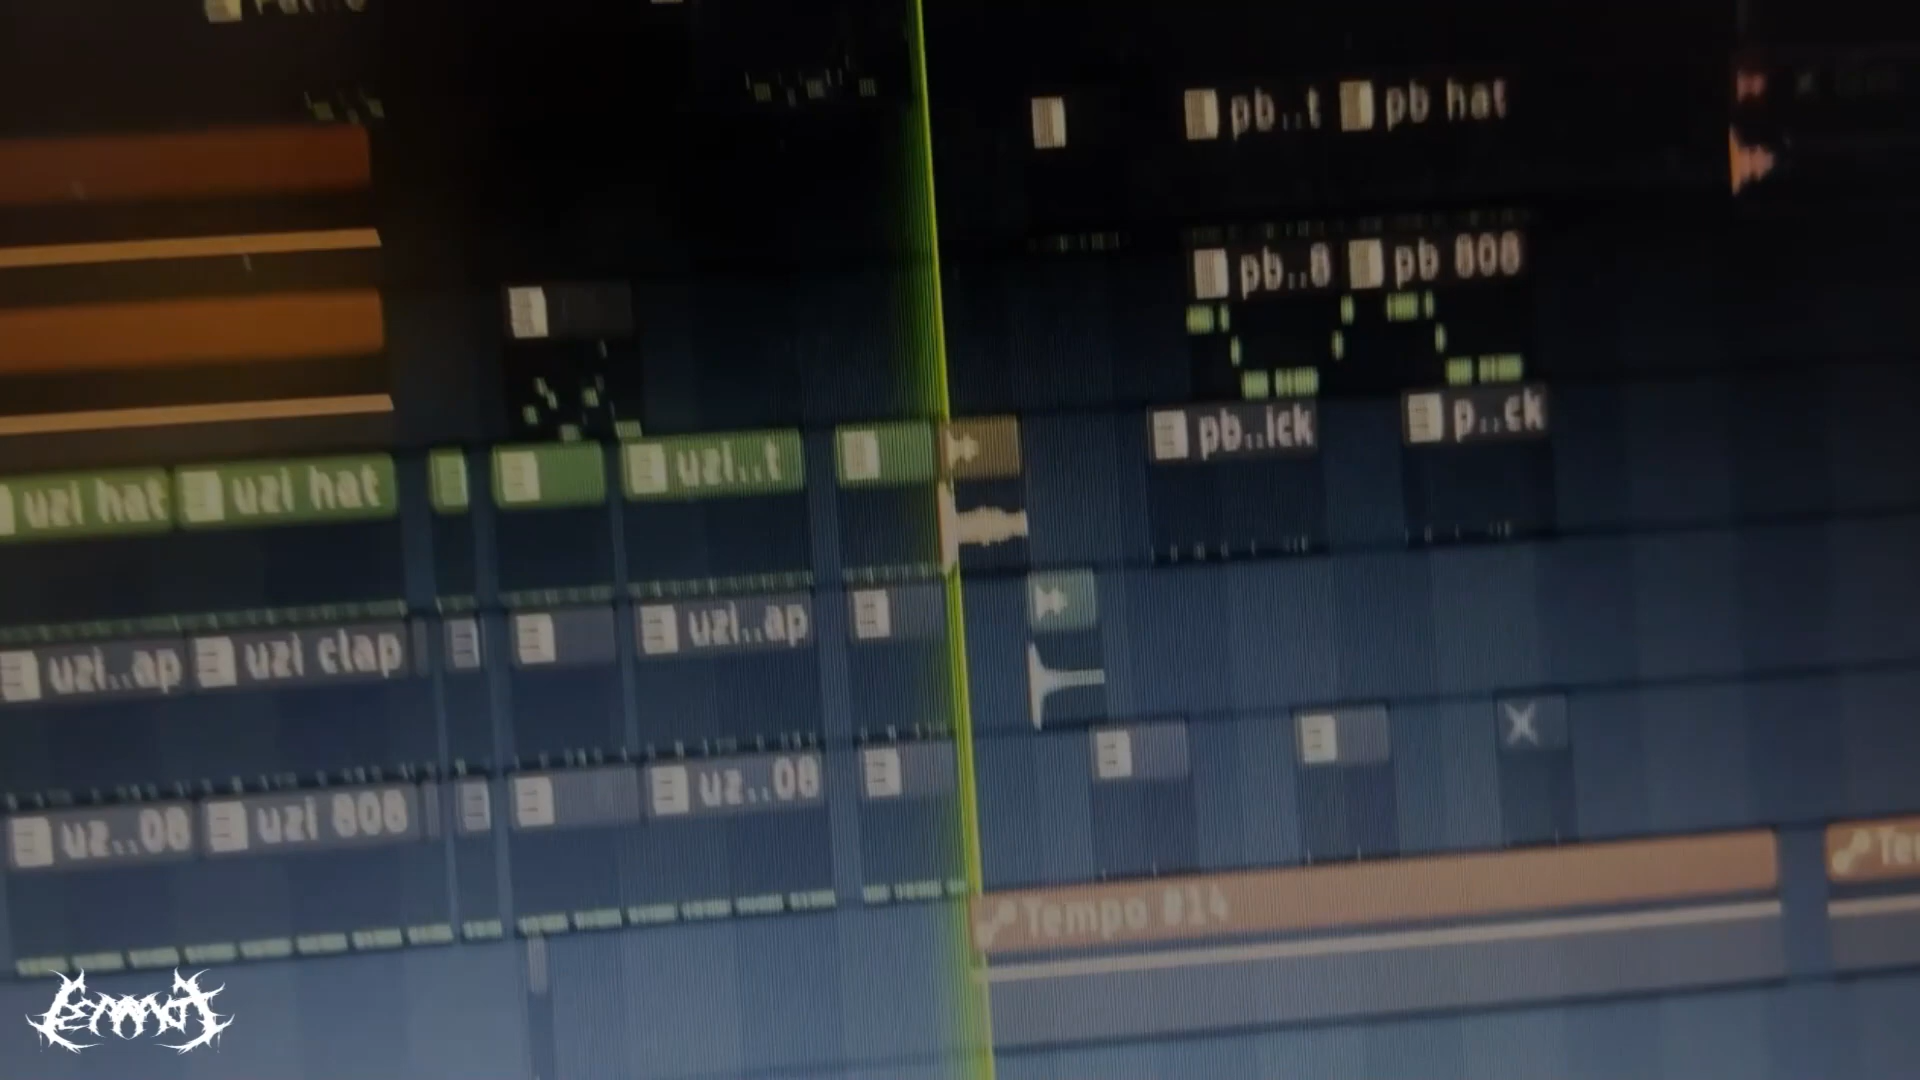 pb..t pb hat
pb..8 pb 808
pb..ick p..ck
uzi hat uzi hat uzi..t
uzi..ap uzi clap uzi..ap
uz..08 uzi 808 uz..08
Tempo #14